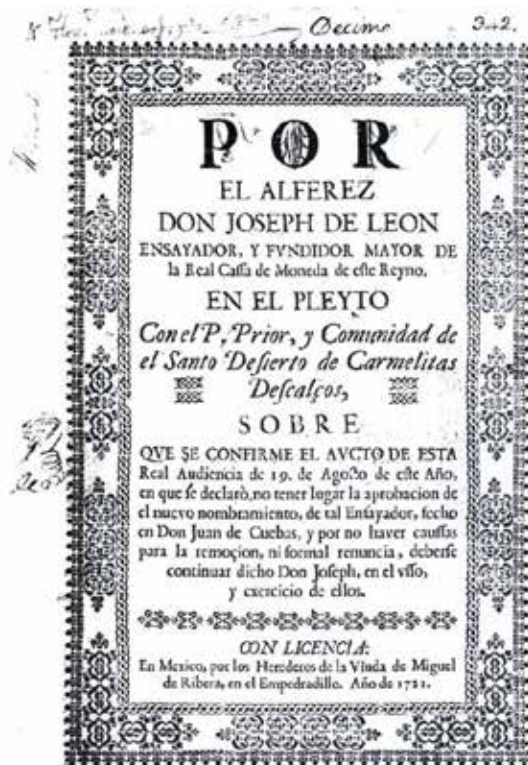 Decimo 342.
POR
EL ALFEREZ
DON JOSEPH DE LEON
ENSAYADOR, Y FVNDIDOR MAYOR DE
la Real Cassa de Moneda de este Reyno.
EN EL PLEYTO
Con el P, Prior, y Comunidad de
el Santo Desierto de Carmelitas
Descalços,
SOBRE
QVE SE CONFIRME EL AVCTO DE ESTA
Real Audiencia de 19. de Agosto de este Año,
en que se declarò, no tener lugar la aprobacion de
el nuevo nombramiento, de tal Ensayador, fecho
en Don Juan de Cuebas, y por no haver caussas
para la remoçion, ni formal renuncia, deberse
continuar dicho Don Joseph, en el vsso,
y exercicio de ellos.
CON LICENCIA:
En Mexico, por los Herederos de la Viuda de Miguel
de Ribera, en el Empedradillo. Año de 1721.